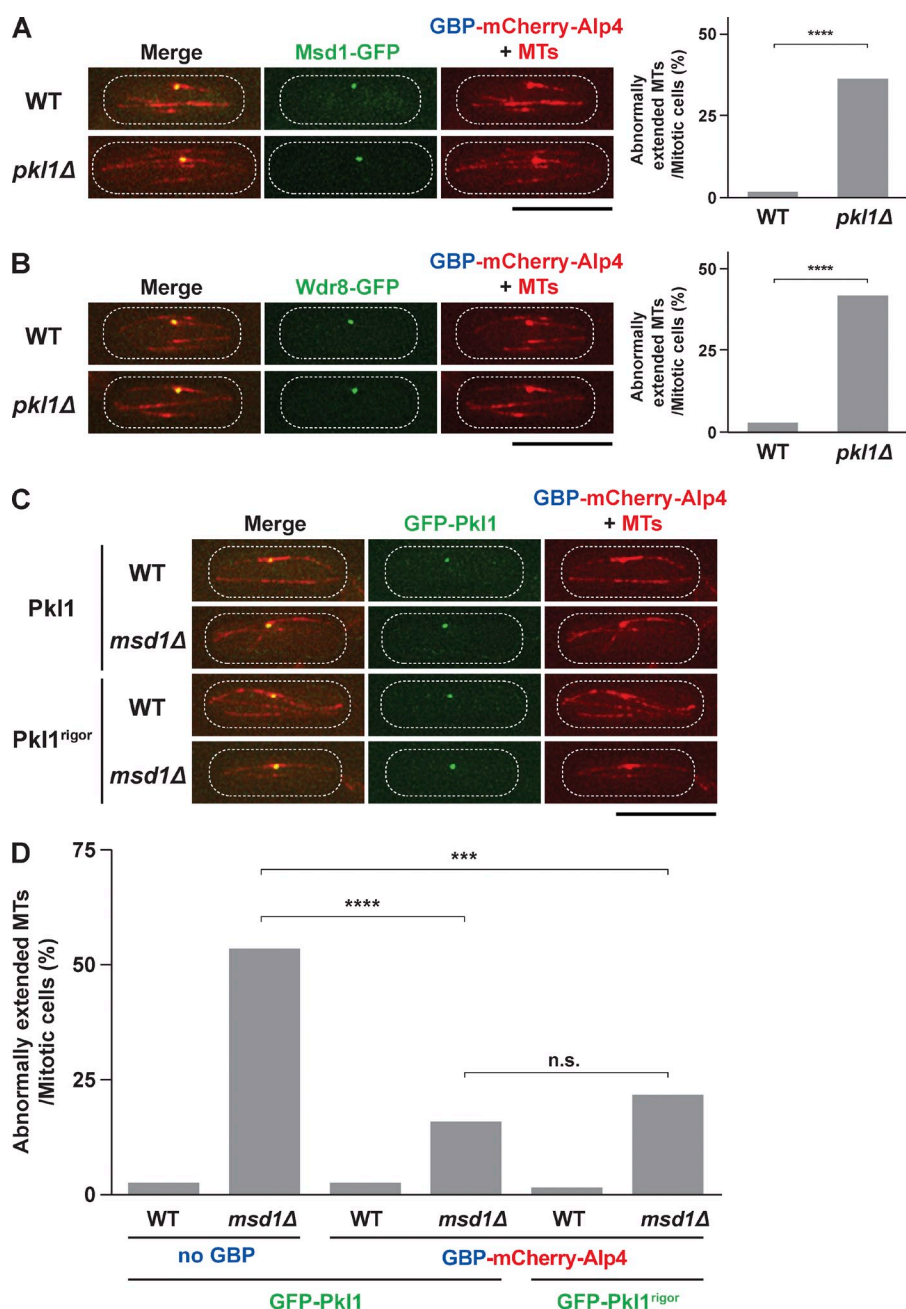 A
Merge
Msd1-GFP
GBP-mCherry-Alp4
+ MTs
WT
pkl1Δ
Abnormally
extended MTs
/Mitotic cells (%)
50
25
0
****
WT
pkl1Δ
B
Merge
Wdr8-GFP
GBP-mCherry-Alp4
+ MTs
WT
pkl1Δ
Abnormally
extended MTs
/Mitotic cells (%)
50
25
0
****
WT
pkl1Δ
C
Merge
GFP-Pkl1
GBP-mCherry-Alp4
+ MTs
Pkl1
WT
msd1Δ
Pkl1rigor
WT
msd1Δ
D
Abnormally extended MTs
/Mitotic cells (%)
75
50
25
0
***
****
n.s.
WT msd1Δ WT msd1Δ WT msd1Δ
no GBP GBP-mCherry-Alp4
GFP-Pkl1 GFP-Pkl1rigor